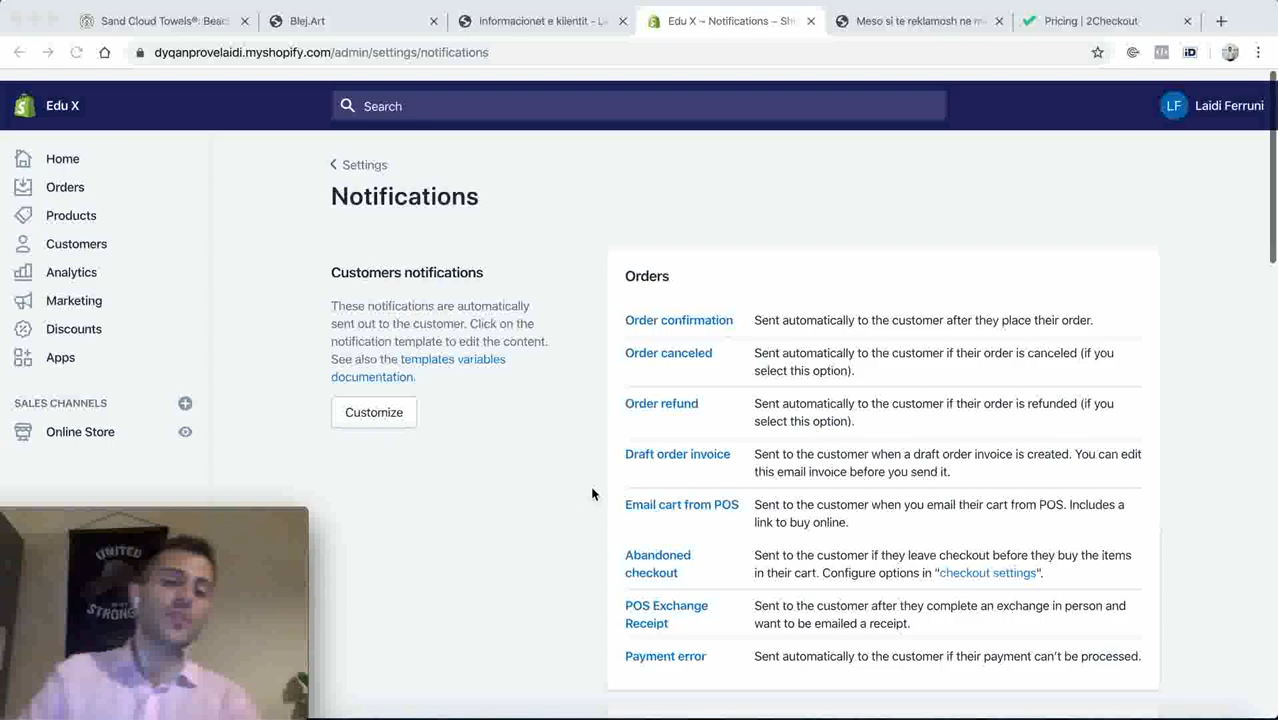 Sand Cloud Towels®: Beac
Blej.Art
Informacionet e klientit - L
Edu X ~ Notifications ~ Sh
Meso si te reklamosh ne m
Pricing | 2Checkout
dyqanprovelaidi.myshopify.com/admin/settings/notifications
iD
Edu X
Search
LF
Laidi Ferruni
Home
Orders
Products
Customers
Analytics
Marketing
Discounts
Apps
SALES CHANNELS
Online Store
Settings
Notifications
Customers notifications
These notifications are automatically
sent out to the customer. Click on the
notification template to edit the content.
See also the templates variables
documentation.
Customize
Orders
Order confirmation
Sent automatically to the customer after they place their order.
Order canceled
Sent automatically to the customer if their order is canceled (if you
select this option).
Order refund
Sent automatically to the customer if their order is refunded (if you
select this option).
Draft order invoice
Sent to the customer when a draft order invoice is created. You can edit
this email invoice before you send it.
Email cart from POS
Sent to the customer when you email their cart from POS. Includes a
link to buy online.
Abandoned
checkout
Sent to the customer if they leave checkout before they buy the items
in their cart. Configure options in "checkout settings".
POS Exchange
Receipt
Sent to the customer after they complete an exchange in person and
want to be emailed a receipt.
Payment error
Sent automatically to the customer if their payment can't be processed.
UNITED
STRONG